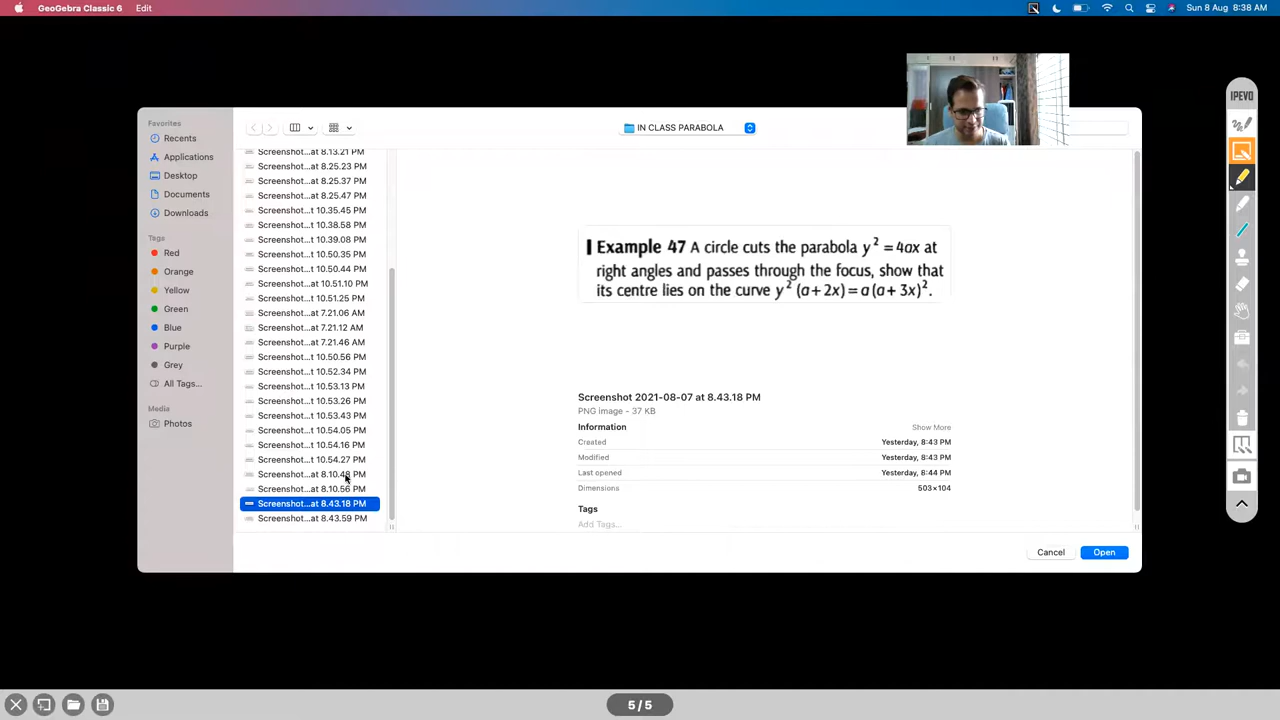 GeoGebra Classic 6 Edit
Sun 8 Aug 8:38 AM
IPEVO
Favorites
Recents
Applications
Desktop
Documents
Downloads
Tags
Red
Orange
Yellow
Green
Blue
Purple
Grey
All Tags...
Media
Photos
IN CLASS PARABOLA
Screenshot...at 8.13.21 PM
Screenshot...at 8.25.23 PM
Screenshot...at 8.25.37 PM
Screenshot...at 8.25.47 PM
Screenshot...t 10.35.45 PM
Screenshot...t 10.38.58 PM
Screenshot...t 10.39.08 PM
Screenshot...t 10.50.35 PM
Screenshot...t 10.50.44 PM
Screenshot...at 10.51.10 PM
Screenshot...t 10.51.25 PM
Screenshot...at 7.21.06 AM
Screenshot...at 7.21.12 AM
Screenshot...at 7.21.46 AM
Screenshot...t 10.50.56 PM
Screenshot...t 10.52.34 PM
Screenshot...t 10.53.13 PM
Screenshot...t 10.53.26 PM
Screenshot...t 10.53.43 PM
Screenshot...t 10.54.05 PM
Screenshot...t 10.54.16 PM
Screenshot...t 10.54.27 PM
Screenshot...at 8.10.48 PM
Screenshot...at 8.10.56 PM
Screenshot...at 8.43.18 PM
Screenshot...at 8.43.59 PM
Example 47 A circle cuts the parabola y² = 4ax at
right angles and passes through the focus, show that
its centre lies on the curve y² (a + 2x) = a (a + 3x)².
Screenshot 2021-08-07 at 8.43.18 PM
PNG image - 37 KB
Information Show More
Created Yesterday, 8:43 PM
Modified Yesterday, 8:43 PM
Last opened Yesterday, 8:44 PM
Dimensions 503×104
Tags
Add Tags...
Cancel Open
5 / 5